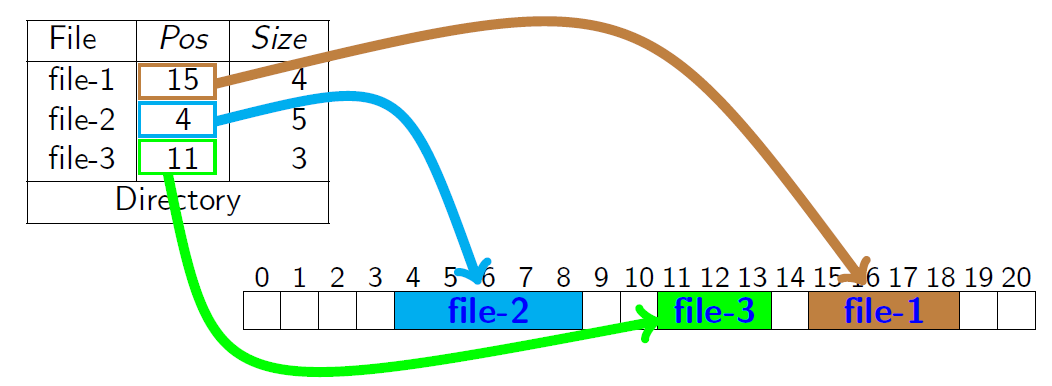 File Pos Size
file-1 15 4
file-2 4 5
file-3 11 3
Directory
0 1 2 3 4 5 6 7 8 9 10 11 12 13 14 15 16 17 18 19 20
file-2 file-3 file-1